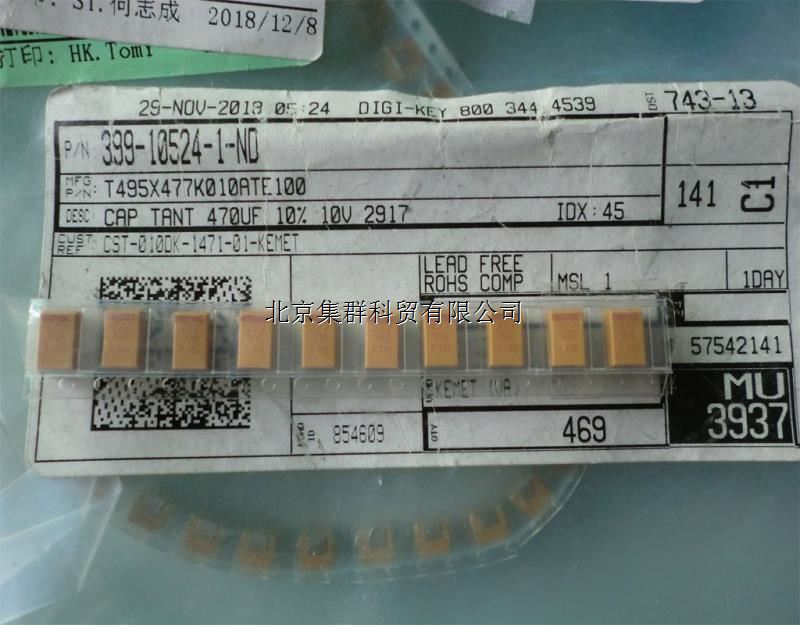 ST.何志成 2018/12/8
打印: HK.Tomy
29-NOV-2013 05:24 DIGI-KEY 800 344 4539
743-13
P/N: 399-10524-1-ND
MFG P/N: T495X477K010ATE100
141 C1
DESC: CAP TANT 470UF 10% 10V 2917 IDX: 45
CUST REF CST-010DK-1471-01-KEMET
LEAD FREE
ROHS COMP MSL 1 1DAY
北京集群科贸有限公司
57542141
KEMET (VA)
MU
3937
854609
QTY 469